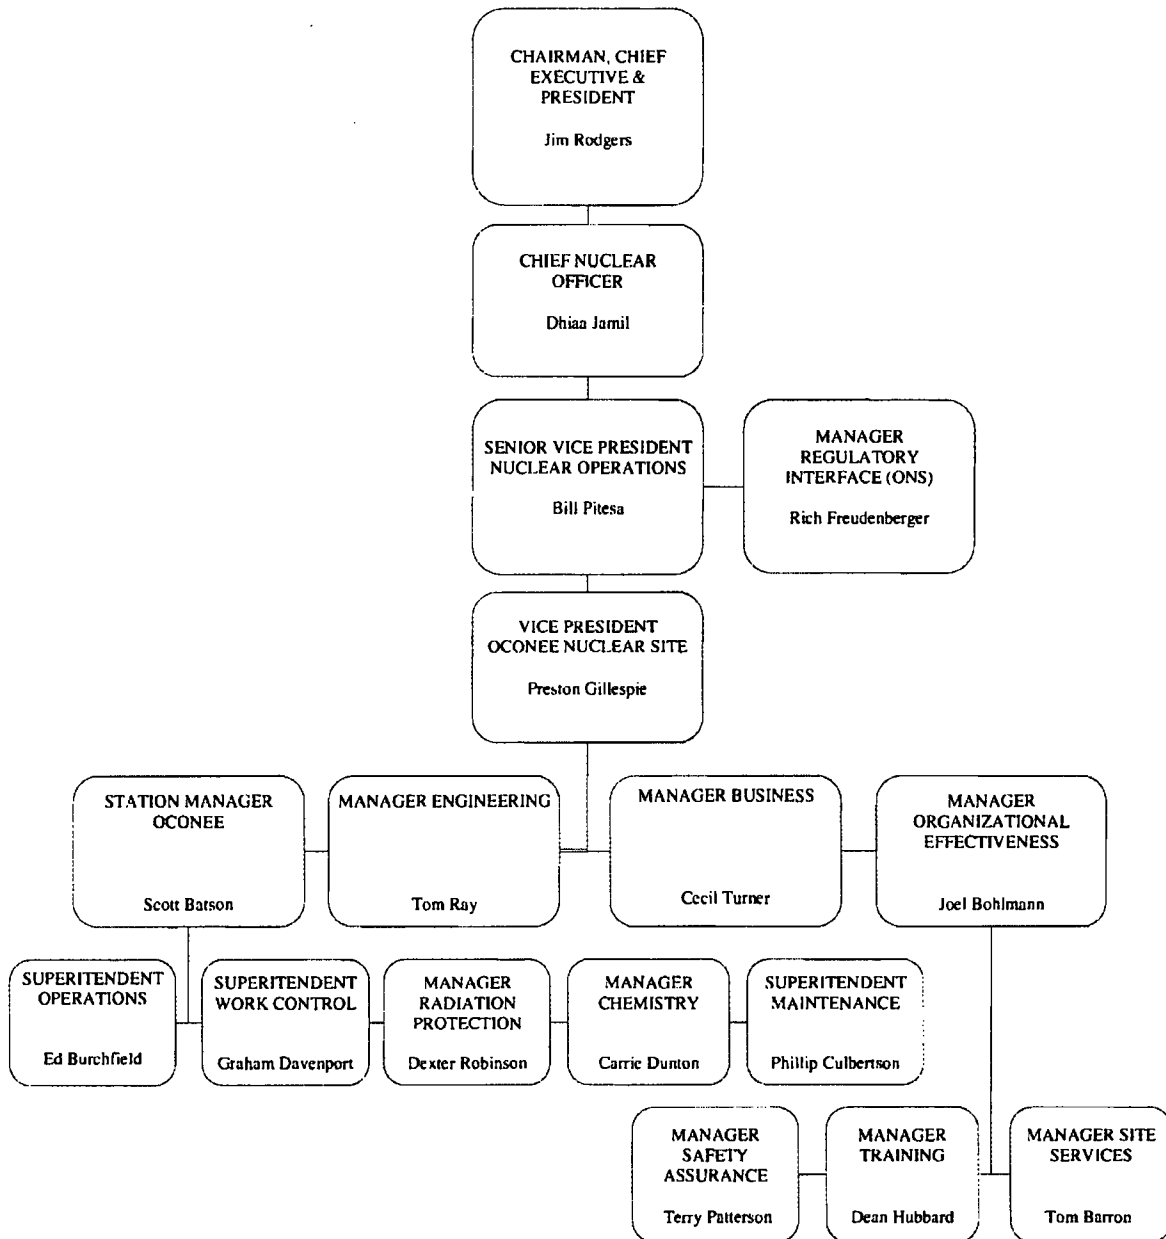 CHAIRMAN, CHIEF
EXECUTIVE &
PRESIDENT
Jim Rodgers
CHIEF NUCLEAR
OFFICER
Dhiaa Jamil
SENIOR VICE PRESIDENT
NUCLEAR OPERATIONS
Bill Pitesa
MANAGER
REGULATORY
INTERFACE (ONS)
Rich Freudenberger
VICE PRESIDENT
OCONEE NUCLEAR SITE
Preston Gillespie
STATION MANAGER
OCONEE
Scott Batson
MANAGER ENGINEERING
Tom Ray
MANAGER BUSINESS
Cecil Turner
MANAGER
ORGANIZATIONAL
EFFECTIVENESS
Joel Bohlmann
SUPERITENDENT
OPERATIONS
Ed Burchfield
SUPERITENDENT
WORK CONTROL
Graham Davenport
MANAGER
RADIATION
PROTECTION
Dexter Robinson
MANAGER
CHEMISTRY
Carrie Dunton
SUPERITENDENT
MAINTENANCE
Phillip Culbertson
MANAGER
SAFETY
ASSURANCE
Terry Patterson
MANAGER
TRAINING
Dean Hubbard
MANAGER SITE
SERVICES
Tom Barron